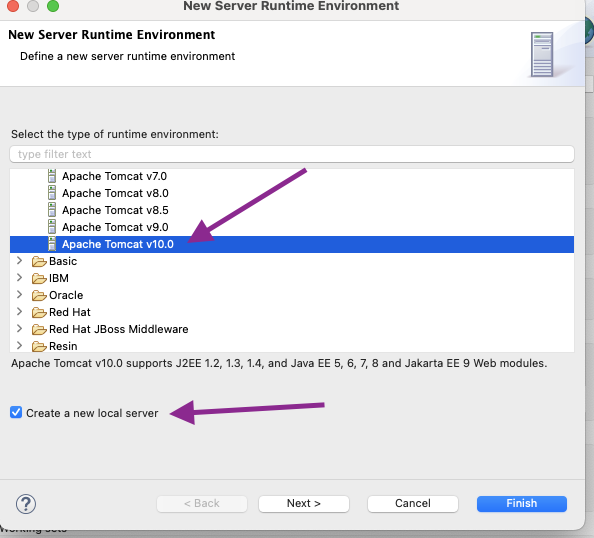 New Server Runtime Environment
New Server Runtime Environment
Define a new server runtime environment
Select the type of runtime environment:
type filter text
Apache Tomcat v7.0
Apache Tomcat v8.0
Apache Tomcat v8.5
Apache Tomcat v9.0
Apache Tomcat v10.0
Basic
IBM
Oracle
Red Hat
Red Hat JBoss Middleware
Resin
Apache Tomcat v10.0 supports J2EE 1.2, 1.3, 1.4, and Java EE 5, 6, 7, 8 and Jakarta EE 9 Web modules.
Create a new local server
?
< Back
Next >
Cancel
Finish
Working sets